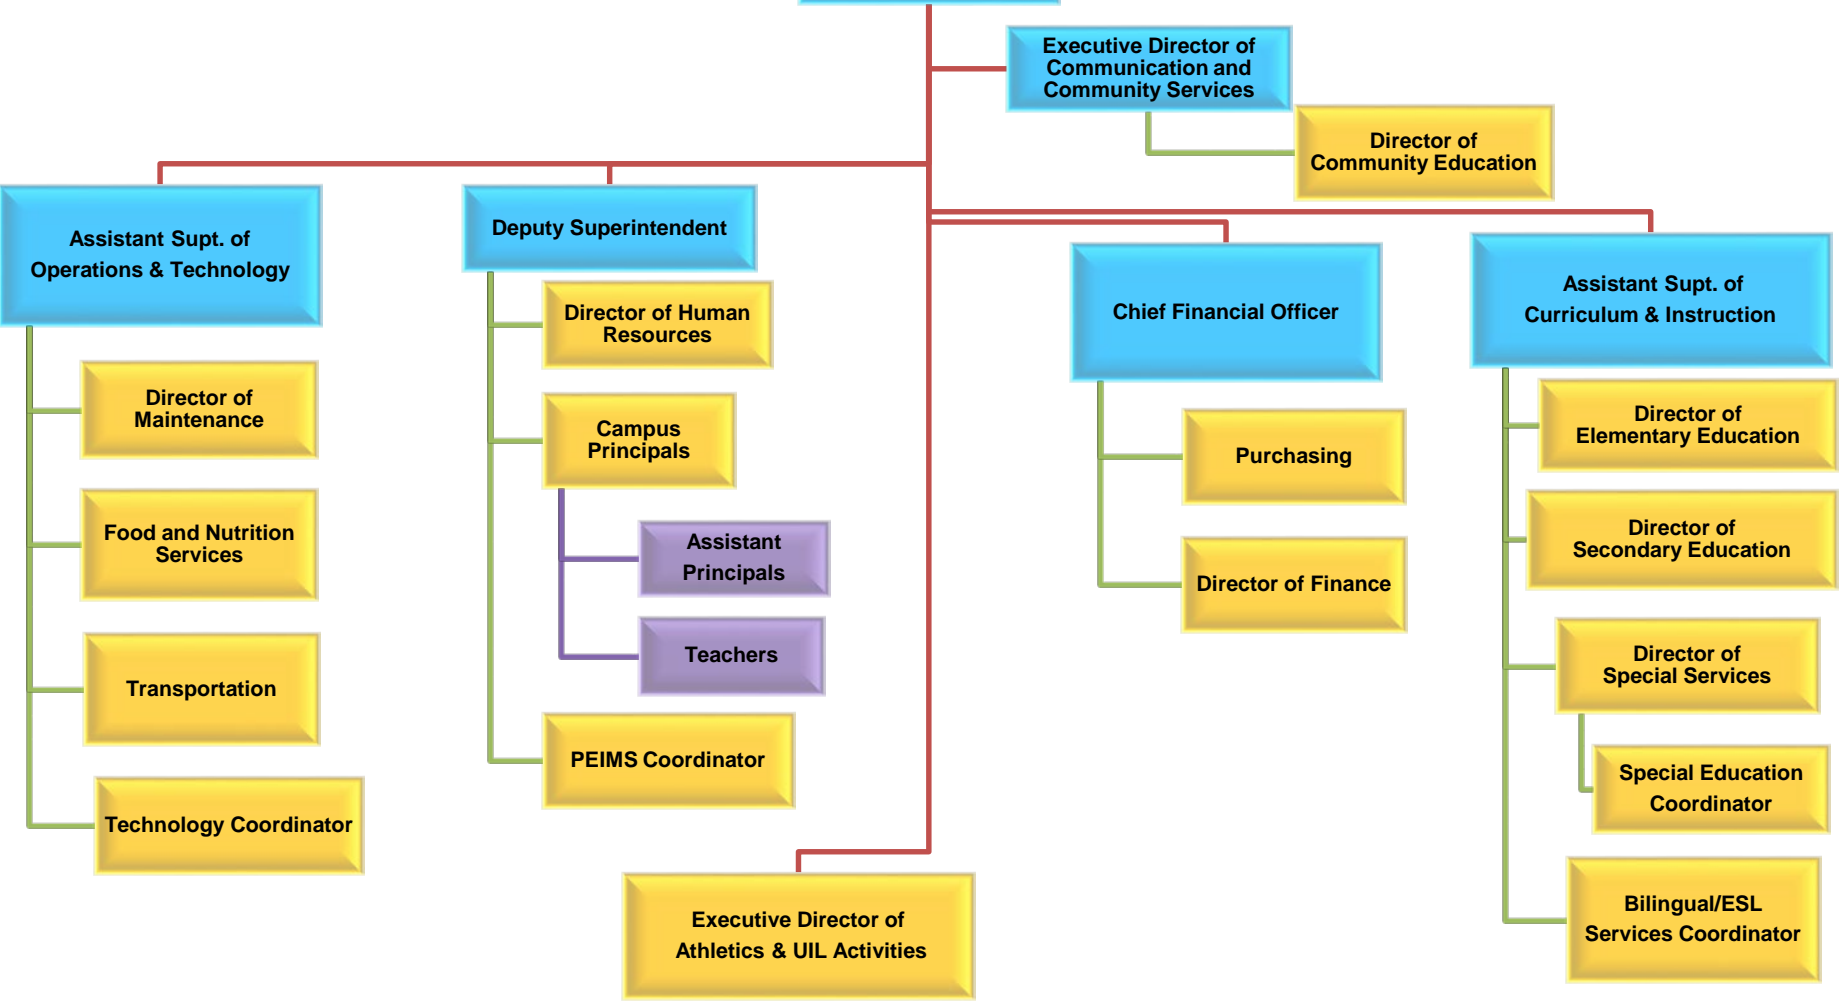 Executive Director of
Communication and
Community Services
Director of
Community Education
Assistant Supt. of
Operations & Technology
Director of
Maintenance
Food and Nutrition
Services
Transportation
Technology Coordinator
Deputy Superintendent
Director of Human
Resources
Campus
Principals
Assistant
Principals
Teachers
PEIMS Coordinator
Executive Director of
Athletics & UIL Activities
Chief Financial Officer
Purchasing
Director of Finance
Assistant Supt. of
Curriculum & Instruction
Director of
Elementary Education
Director of
Secondary Education
Director of
Special Services
Special Education
Coordinator
Bilingual/ESL
Services Coordinator